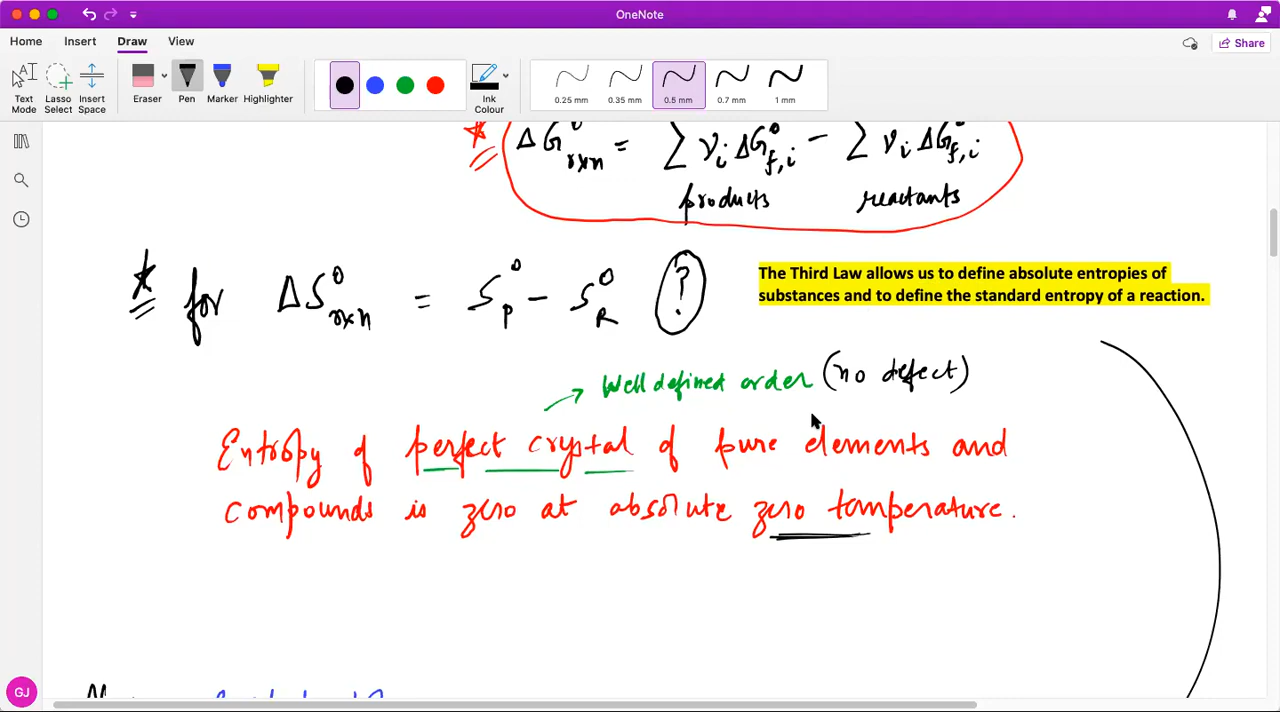 OneNote
Home Insert Draw View
Share
Text Mode
Lasso Select
Insert Space
Eraser
Pen
Marker
Highlighter
Ink Colour
0.25 mm
0.35 mm
0.5 mm
0.7 mm
1 mm
ΔG°rxn = Σ νi ΔG°f,i − Σ νi ΔG°f,i
products reactants
for ΔS°rxn = S°P − S°R ?
The Third Law allows us to define absolute entropies of
substances and to define the standard entropy of a reaction.
→ Well defined order (no defect)
Entropy of perfect crystal of pure elements and
compounds is zero at absolute zero temperature.
GJ